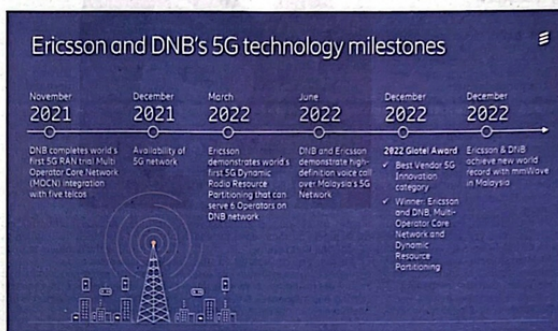 Ericsson and DNB's 5G technology milestones
November
2021
DNB completes world's
first 5G RAN trial Multi
Operator Core Network
(MOCN) integration
with five telcos
December
2021
Availability of
5G network
March
2022
Ericsson
demonstrates world's
first 5G Dynamic
Radio Resource
Partitioning that can
serve 6 Operators on
DNB network
June
2022
DNB and Ericsson
demonstrate high-
definition voice call
over Malaysia's 5G
Network
December
2022
2022 Glotel Award
✓ Best Vendor 5G
Innovation
category
✓ Winner: Ericsson
and DNB, Multi-
Operator Core
Network and
Dynamic
Resource
Partitioning
December
2022
Ericsson & DNB
achieve new world
record with mmWave
in Malaysia